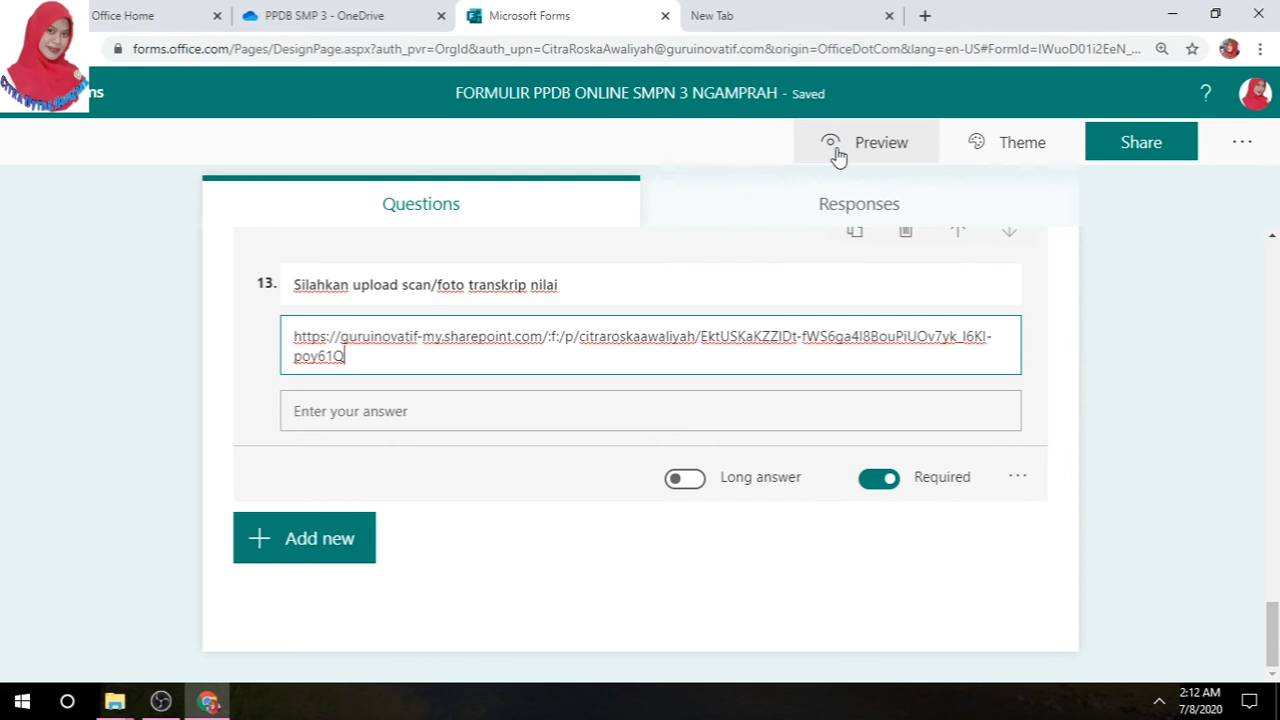 Office Home
PPDB SMP 3 - OneDrive
Microsoft Forms
New Tab
forms.office.com/Pages/DesignPage.aspx?auth_pvr=OrgId&auth_upn=CitraRoskaAwaliyah@guruinovatif.com&origin=OfficeDotCom&lang=en-US#FormId=IWuoD01i2EeN_...
ns
FORMULIR PPDB ONLINE SMPN 3 NGAMPRAH - Saved
?
Preview
Theme
Share
Questions
Responses
13. Silahkan upload scan/foto transkrip nilai
https://guruinovatif-my.sharepoint.com/:f:/p/citraroskaawaliyah/EktUSKaKZZIDt-fWS6ga4I8BouPiUOv7yk_I6KI-
poy61Q
Enter your answer
Long answer
Required
Add new
2:12 AM
7/8/2020